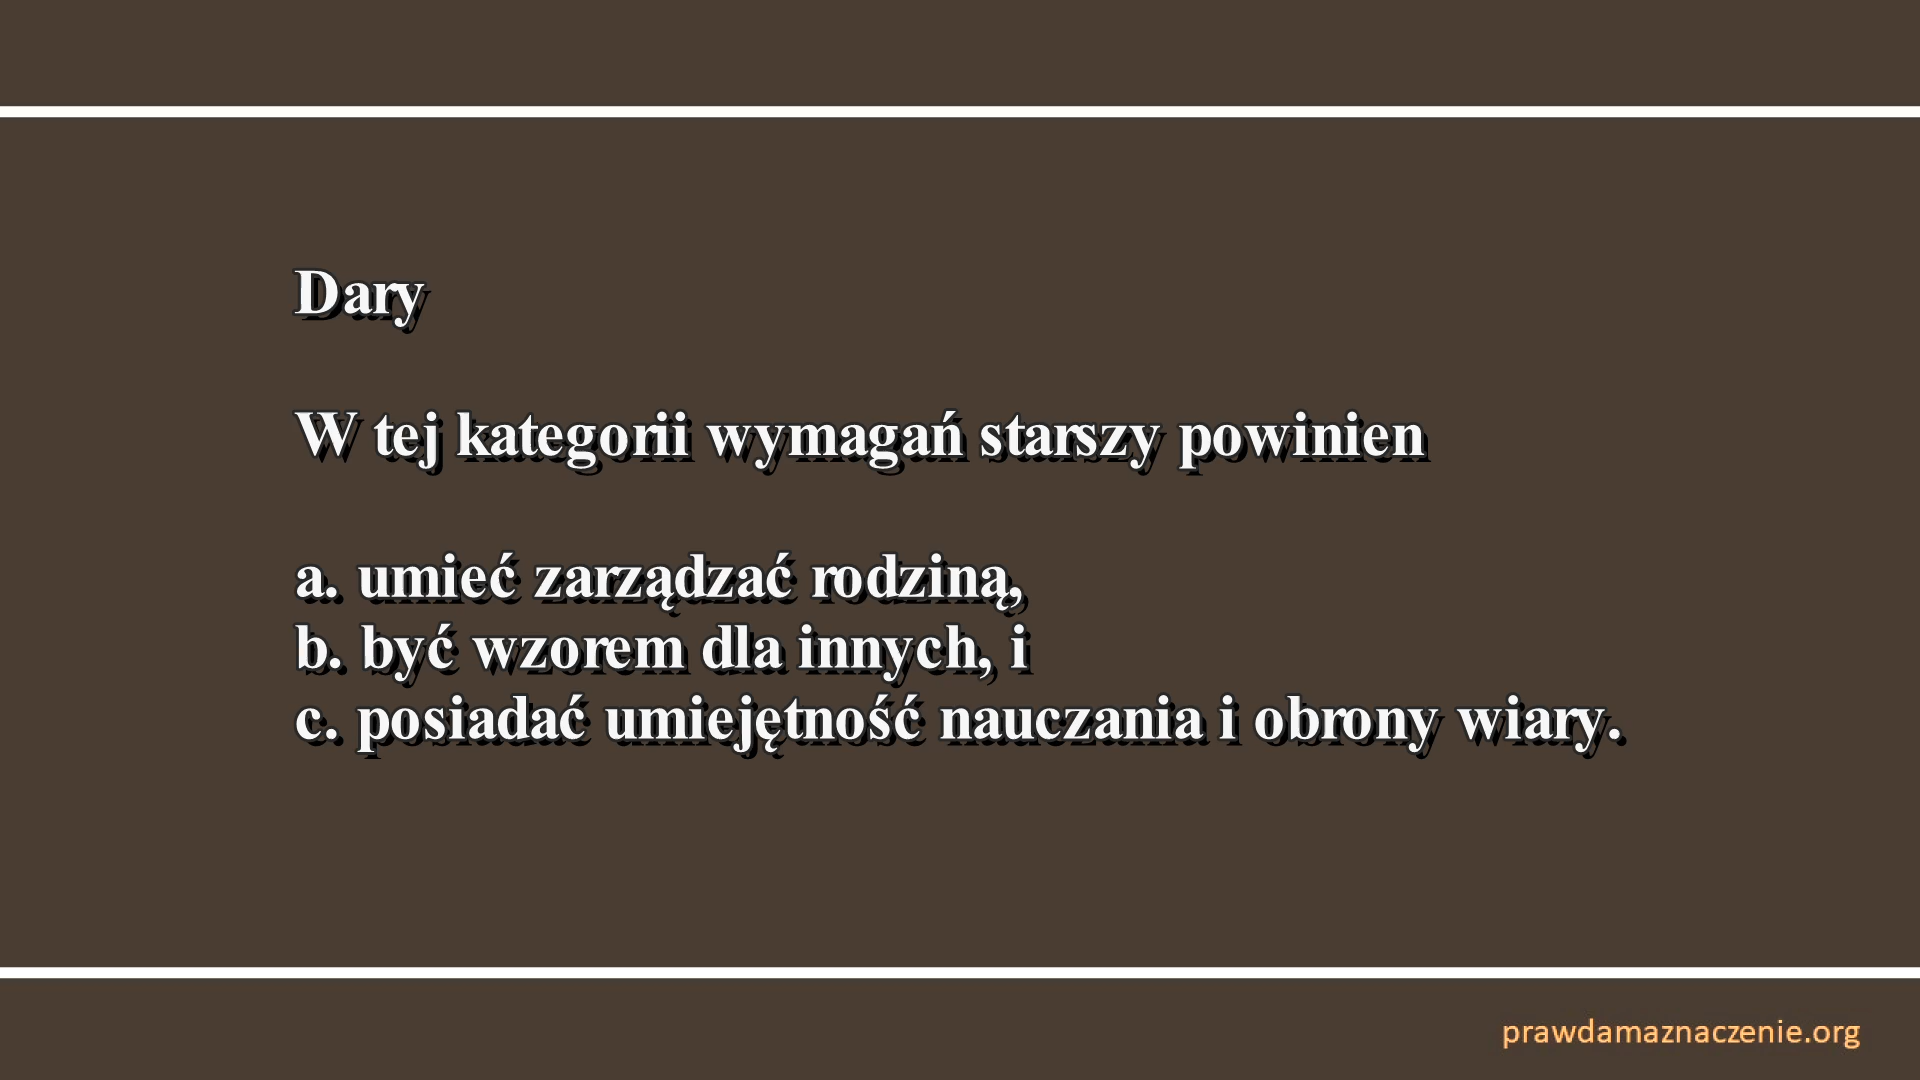 Dary
W tej kategorii wymagań starszy powinien
a. umieć zarządzać rodziną,
b. być wzorem dla innych, i
c. posiadać umiejętność nauczania i obrony wiary.
prawdamaznaczenie.org